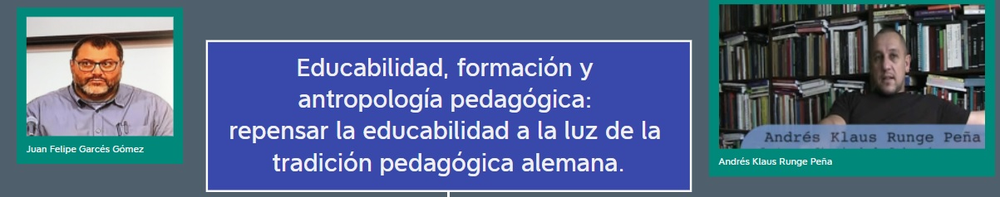 Juan Felipe Garcés Gómez
Educabilidad, formación y
antropología pedagógica:
repensar la educabilidad a la luz de la
tradición pedagógica alemana.
Andrés Klaus Runge Peña
Andrés Klaus Runge Peña